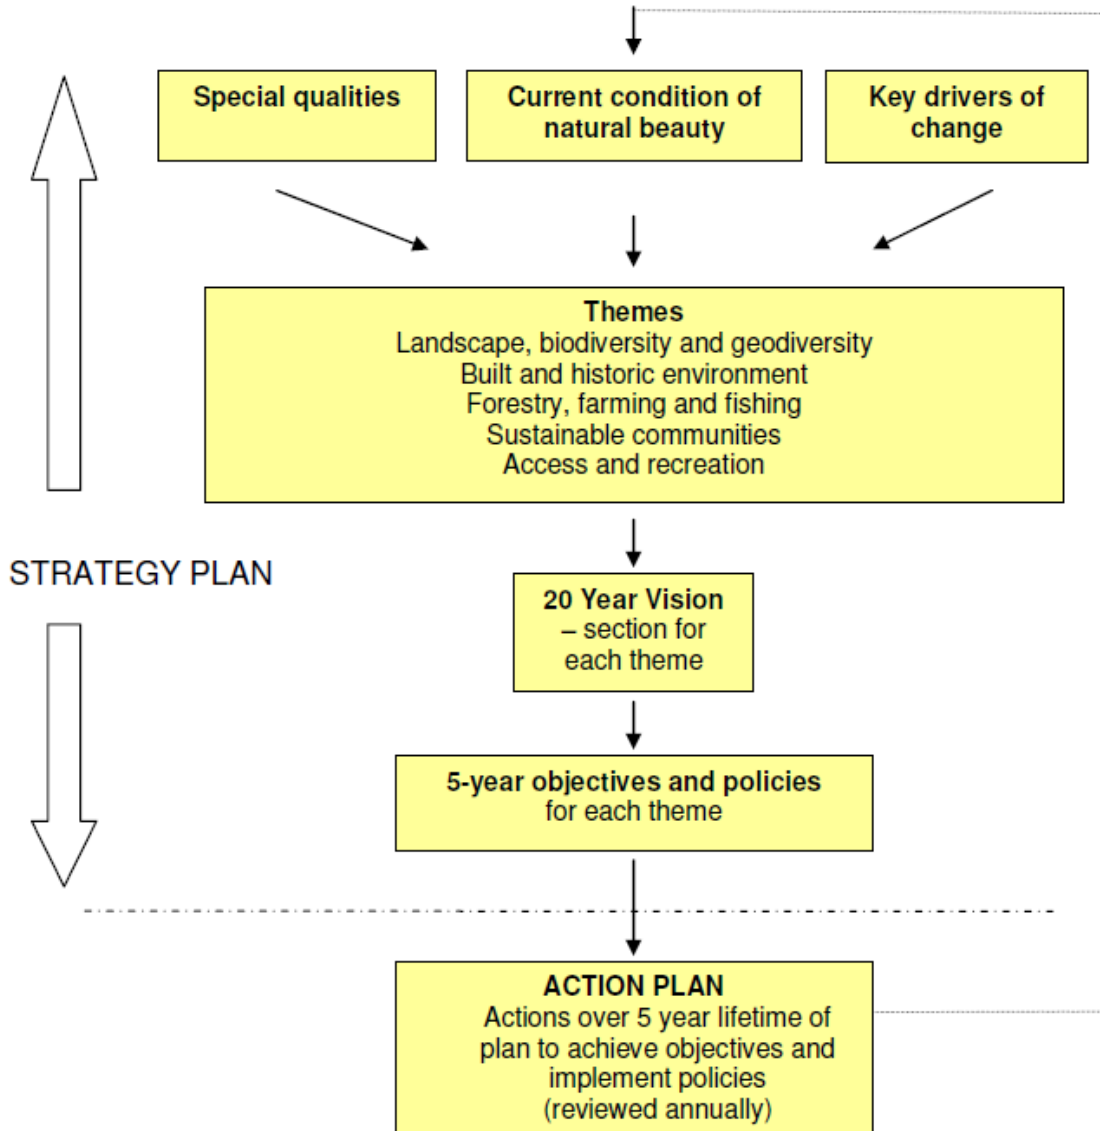 Special qualities
Current condition of
natural beauty
Key drivers of
change
Themes
Landscape, biodiversity and geodiversity
Built and historic environment
Forestry, farming and fishing
Sustainable communities
Access and recreation
STRATEGY PLAN
20 Year Vision
– section for
each theme
5-year objectives and policies
for each theme
ACTION PLAN
Actions over 5 year lifetime of
plan to achieve objectives and
implement policies
(reviewed annually)